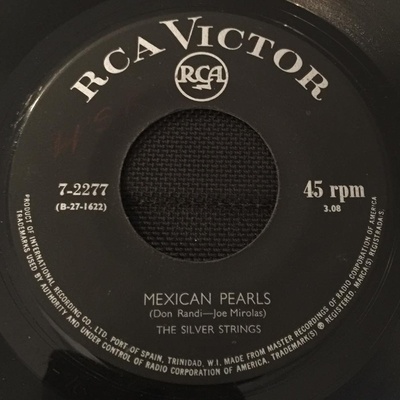 RCA VICTOR
RCA
7-2277
(B-27-1622)
45 rpm
3.08
MEXICAN PEARLS
(Don Randi—Joe Mirolas)
THE SILVER STRINGS
PRODUCT OF INTERNATIONAL RECORDING CO., LTD. PORT OF SPAIN, TRINIDAD, W I. MADE FROM MASTER RECORDINGS OF RADIO CORPORATION OF AMERICA
TRADEMARKS USED BY AUTHORITY AND UNDER CONTROL OF RADIO CORPORATION OF AMERICA, TRADEMARK(S) ® REGISTERED. MARCA(S) REGISTRADA'S.